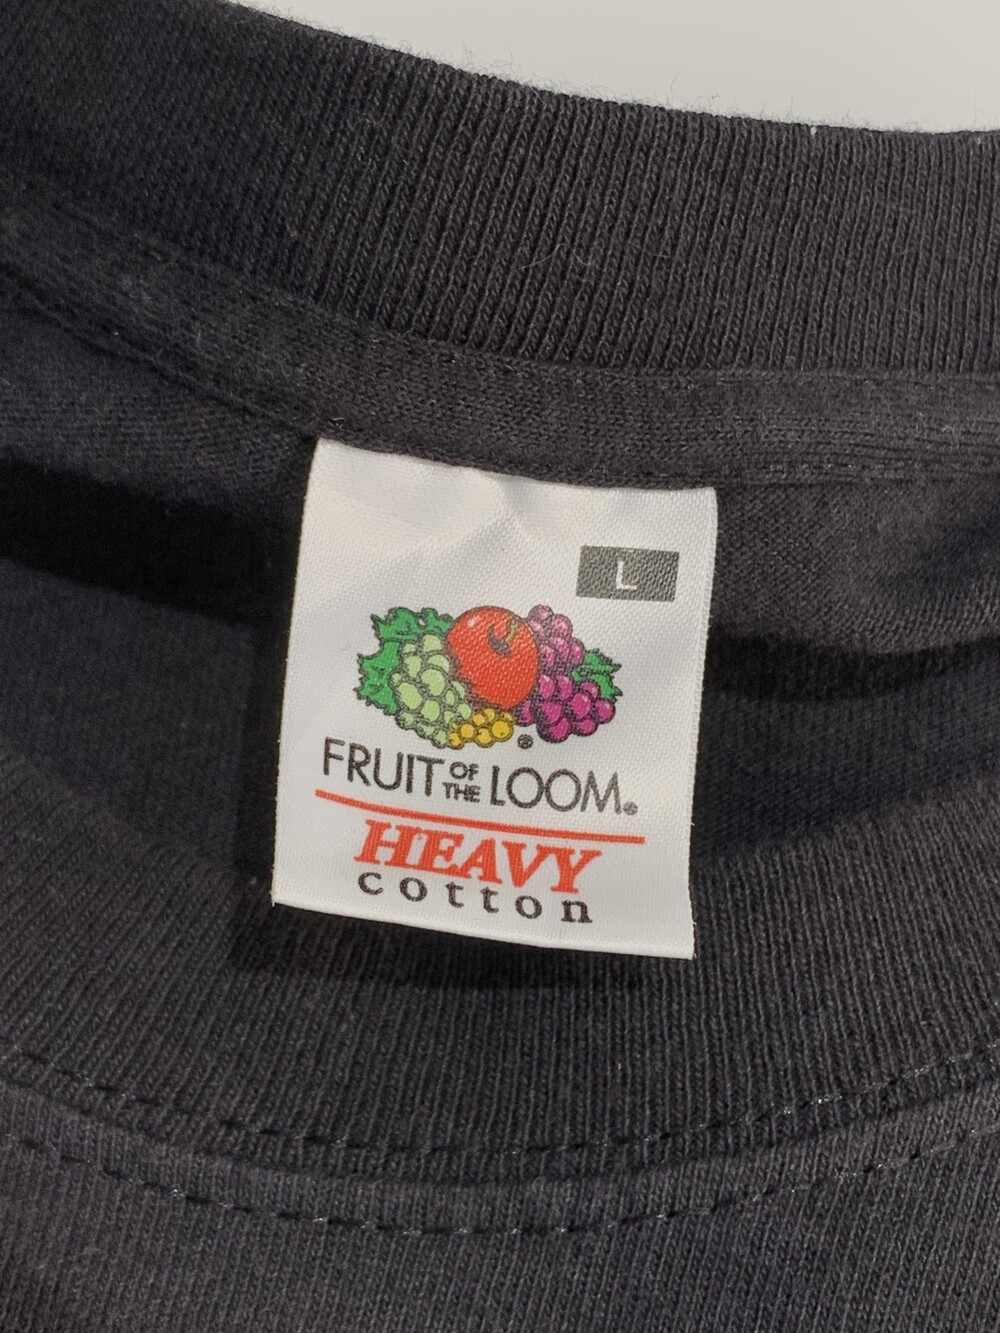 L
FRUIT OF THE LOOM®
HEAVY
cotton